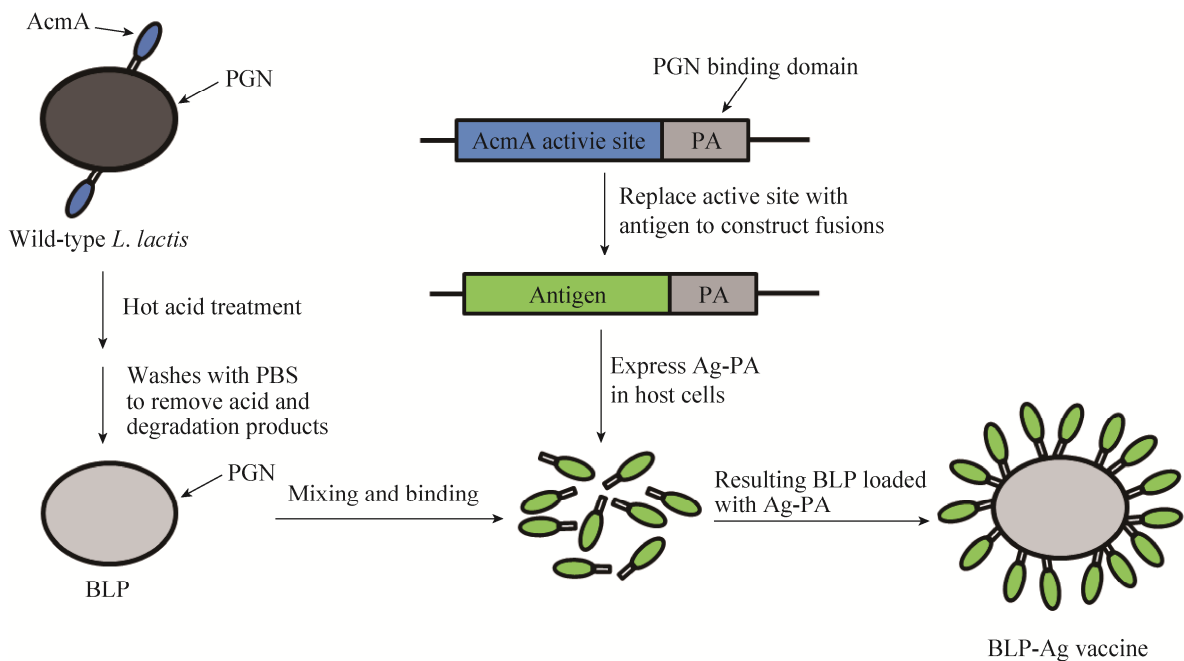 AcmA
PGN
Wild-type L. lactis
Hot acid treatment
Washes with PBS
to remove acid and
degradation products
PGN
BLP
PGN binding domain
AcmA activie site
PA
Replace active site with
antigen to construct fusions
Antigen
PA
Express Ag-PA
in host cells
Mixing and binding
Resulting BLP loaded
with Ag-PA
BLP-Ag vaccine